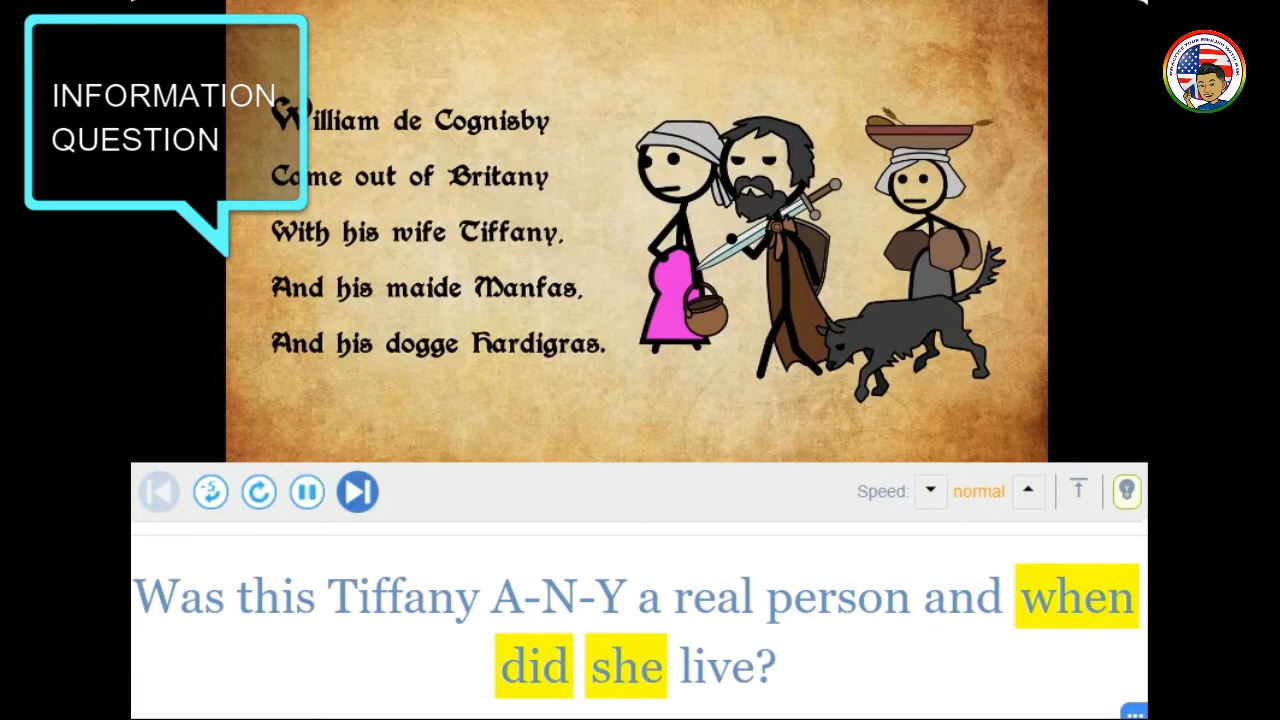 INFORMATION
QUESTION
William de Cognisby
Come out of Britany
With his wife Tiffany,
And his maide Manfas,
And his dogge Hardigras.
-5
Speed: normal
Was this Tiffany A-N-Y a real person and when
did she live?